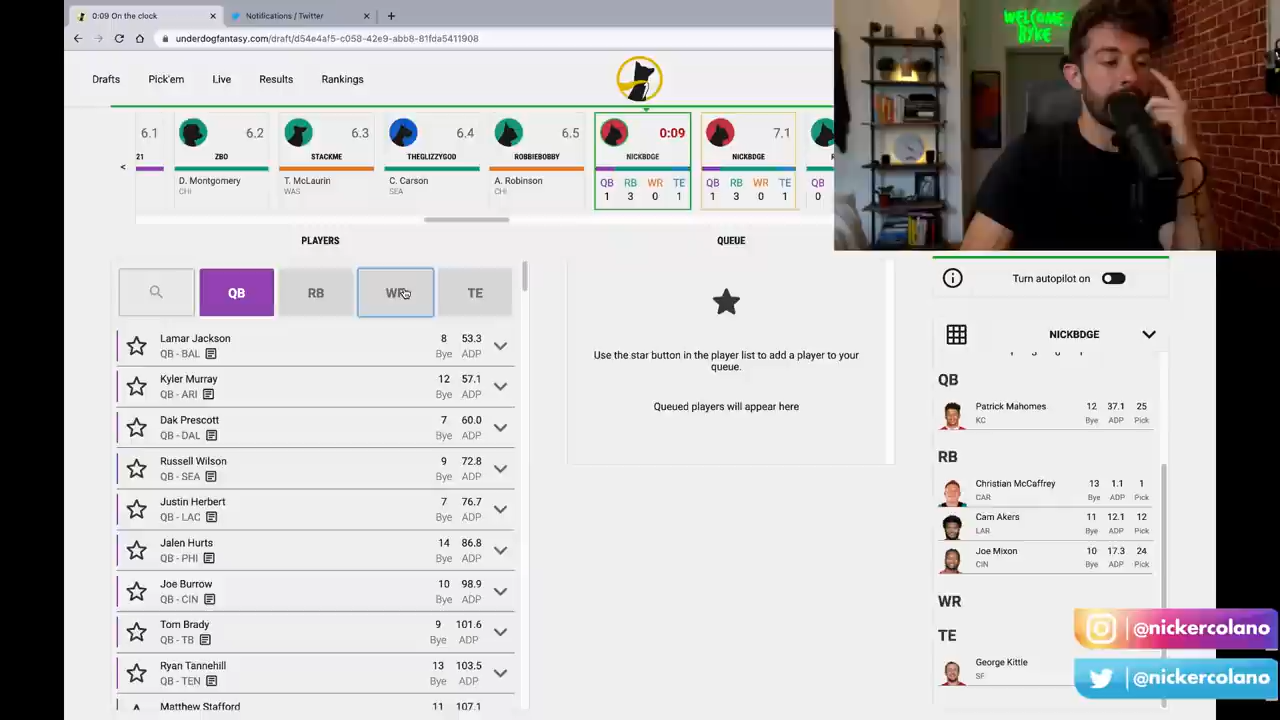 0:09 On the clock
Notifications / Twitter
underdogfantasy.com/draft/d54e4af5-c058-42e9-abb8-81fda5411908
WELCOME
BYKE
Drafts
Pick'em
Live
Results
Rankings
6.1
21
6.2
ZBO
D. Montgomery
CHI
6.3
STACKME
T. McLaurin
WAS
6.4
THEGLIZZYGOD
C. Carson
SEA
6.5
ROBBIEBOBBY
A. Robinson
CHI
0:09
NICKBDGE
QB RB WR TE
1 3 0 1
7.1
NICKBDGE
QB RB WR TE
1 3 0 1
QB
0
PLAYERS
QB
RB
WR
TE
Lamar Jackson 8 53.3
QB - BAL Bye ADP
Kyler Murray 12 57.1
QB - ARI Bye ADP
Dak Prescott 7 60.0
QB - DAL Bye ADP
Russell Wilson 9 72.8
QB - SEA Bye ADP
Justin Herbert 7 76.7
QB - LAC Bye ADP
Jalen Hurts 14 86.8
QB - PHI Bye ADP
Joe Burrow 10 98.9
QB - CIN Bye ADP
Tom Brady 9 101.6
QB - TB Bye ADP
Ryan Tannehill 13 103.5
QB - TEN Bye ADP
Matthew Stafford 11 107.1
QUEUE
Use the star button in the player list to add a player to your
queue.
Queued players will appear here
Turn autopilot on
NICKBDGE
QB
Patrick Mahomes 12 37.1 25
KC Bye ADP Pick
RB
Christian McCaffrey 13 1.1 1
CAR Bye ADP Pick
Cam Akers 11 12.1 12
LAR Bye ADP Pick
Joe Mixon 10 17.3 24
CIN Bye ADP Pick
WR
TE
George Kittle
SF
@nickercolano
@nickercolano